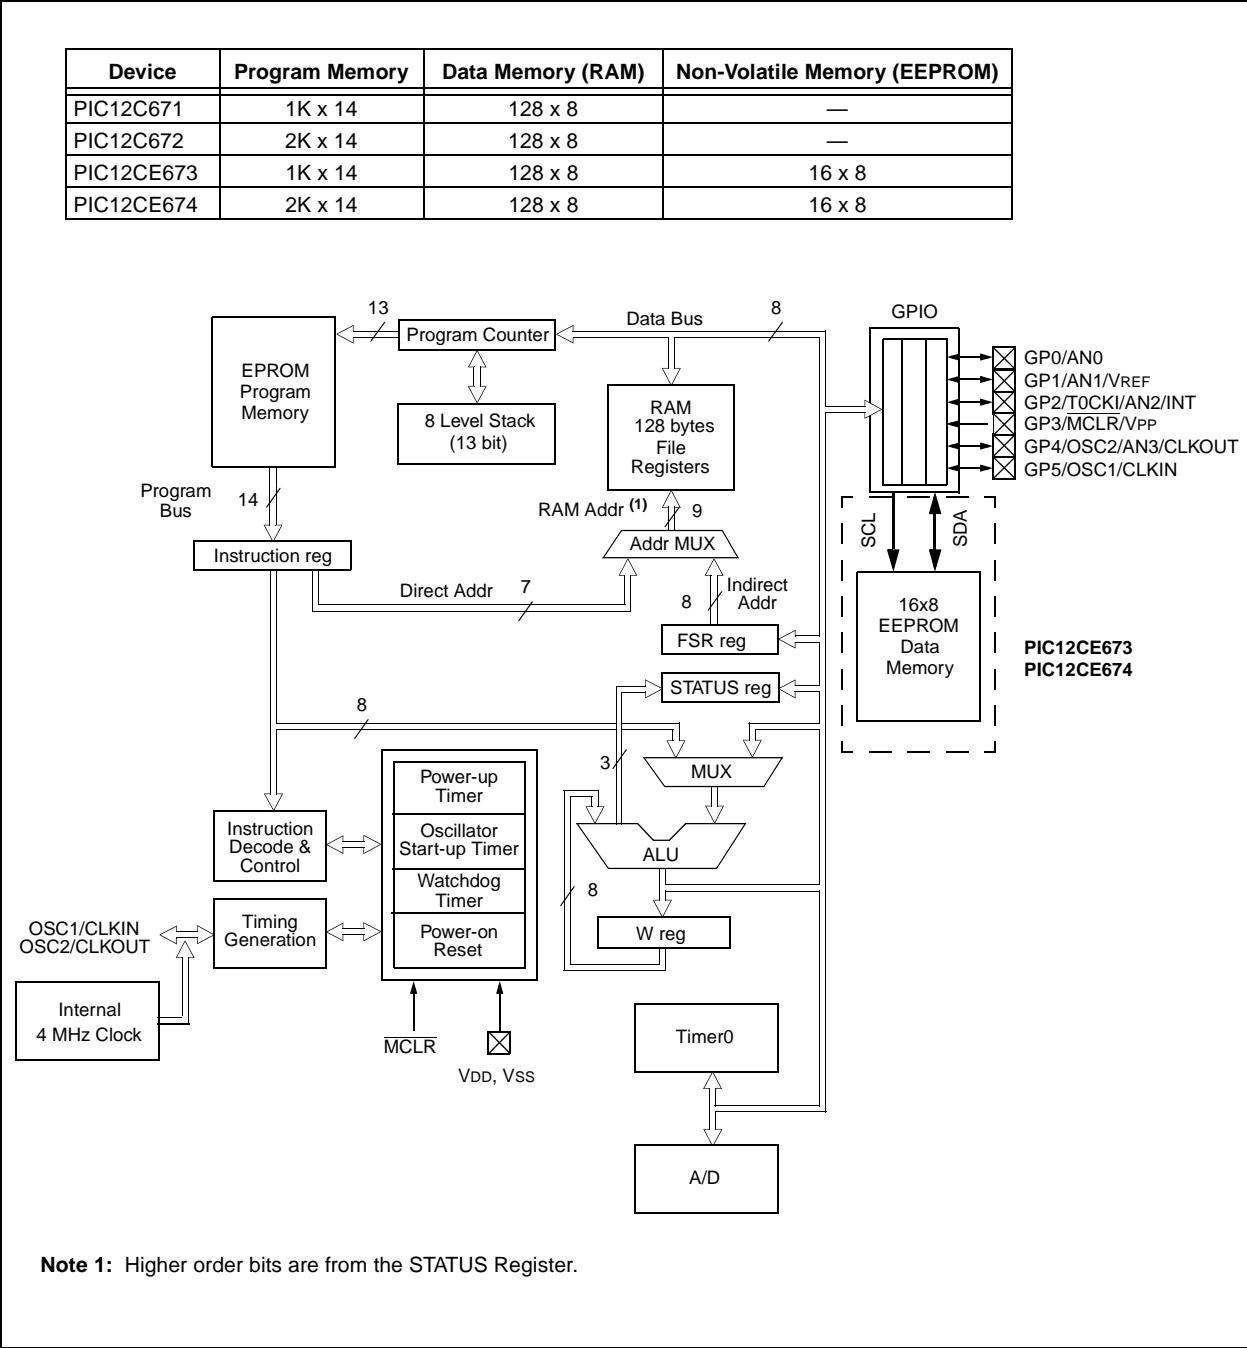 Device Program Memory Data Memory (RAM) Non-Volatile Memory (EEPROM)
PIC12C671 1K x 14 128 x 8 —
PIC12C672 2K x 14 128 x 8 —
PIC12CE673 1K x 14 128 x 8 16 x 8
PIC12CE674 2K x 14 128 x 8 16 x 8
13
Data Bus
8
GPIO
Program Counter
EPROM
Program
Memory
8 Level Stack
(13 bit)
RAM
128 bytes
File
Registers
GP0/AN0
GP1/AN1/VREF
GP2/T0CKI/AN2/INT
GP3/MCLR/VPP
GP4/OSC2/AN3/CLKOUT
GP5/OSC1/CLKIN
Program
Bus
14
RAM Addr (1)
9
SCL
SDA
Instruction reg
Addr MUX
Direct Addr
7
8
Indirect
Addr
16x8
EEPROM
Data
Memory
FSR reg
PIC12CE673
PIC12CE674
STATUS reg
8
3
MUX
Power-up
Timer
Instruction
Decode &
Control
Oscillator
Start-up Timer
ALU
Watchdog
Timer
8
OSC1/CLKIN
OSC2/CLKOUT
Timing
Generation
Power-on
Reset
W reg
Internal
4 MHz Clock
MCLR
VDD, VSS
Timer0
A/D
Note 1: Higher order bits are from the STATUS Register.